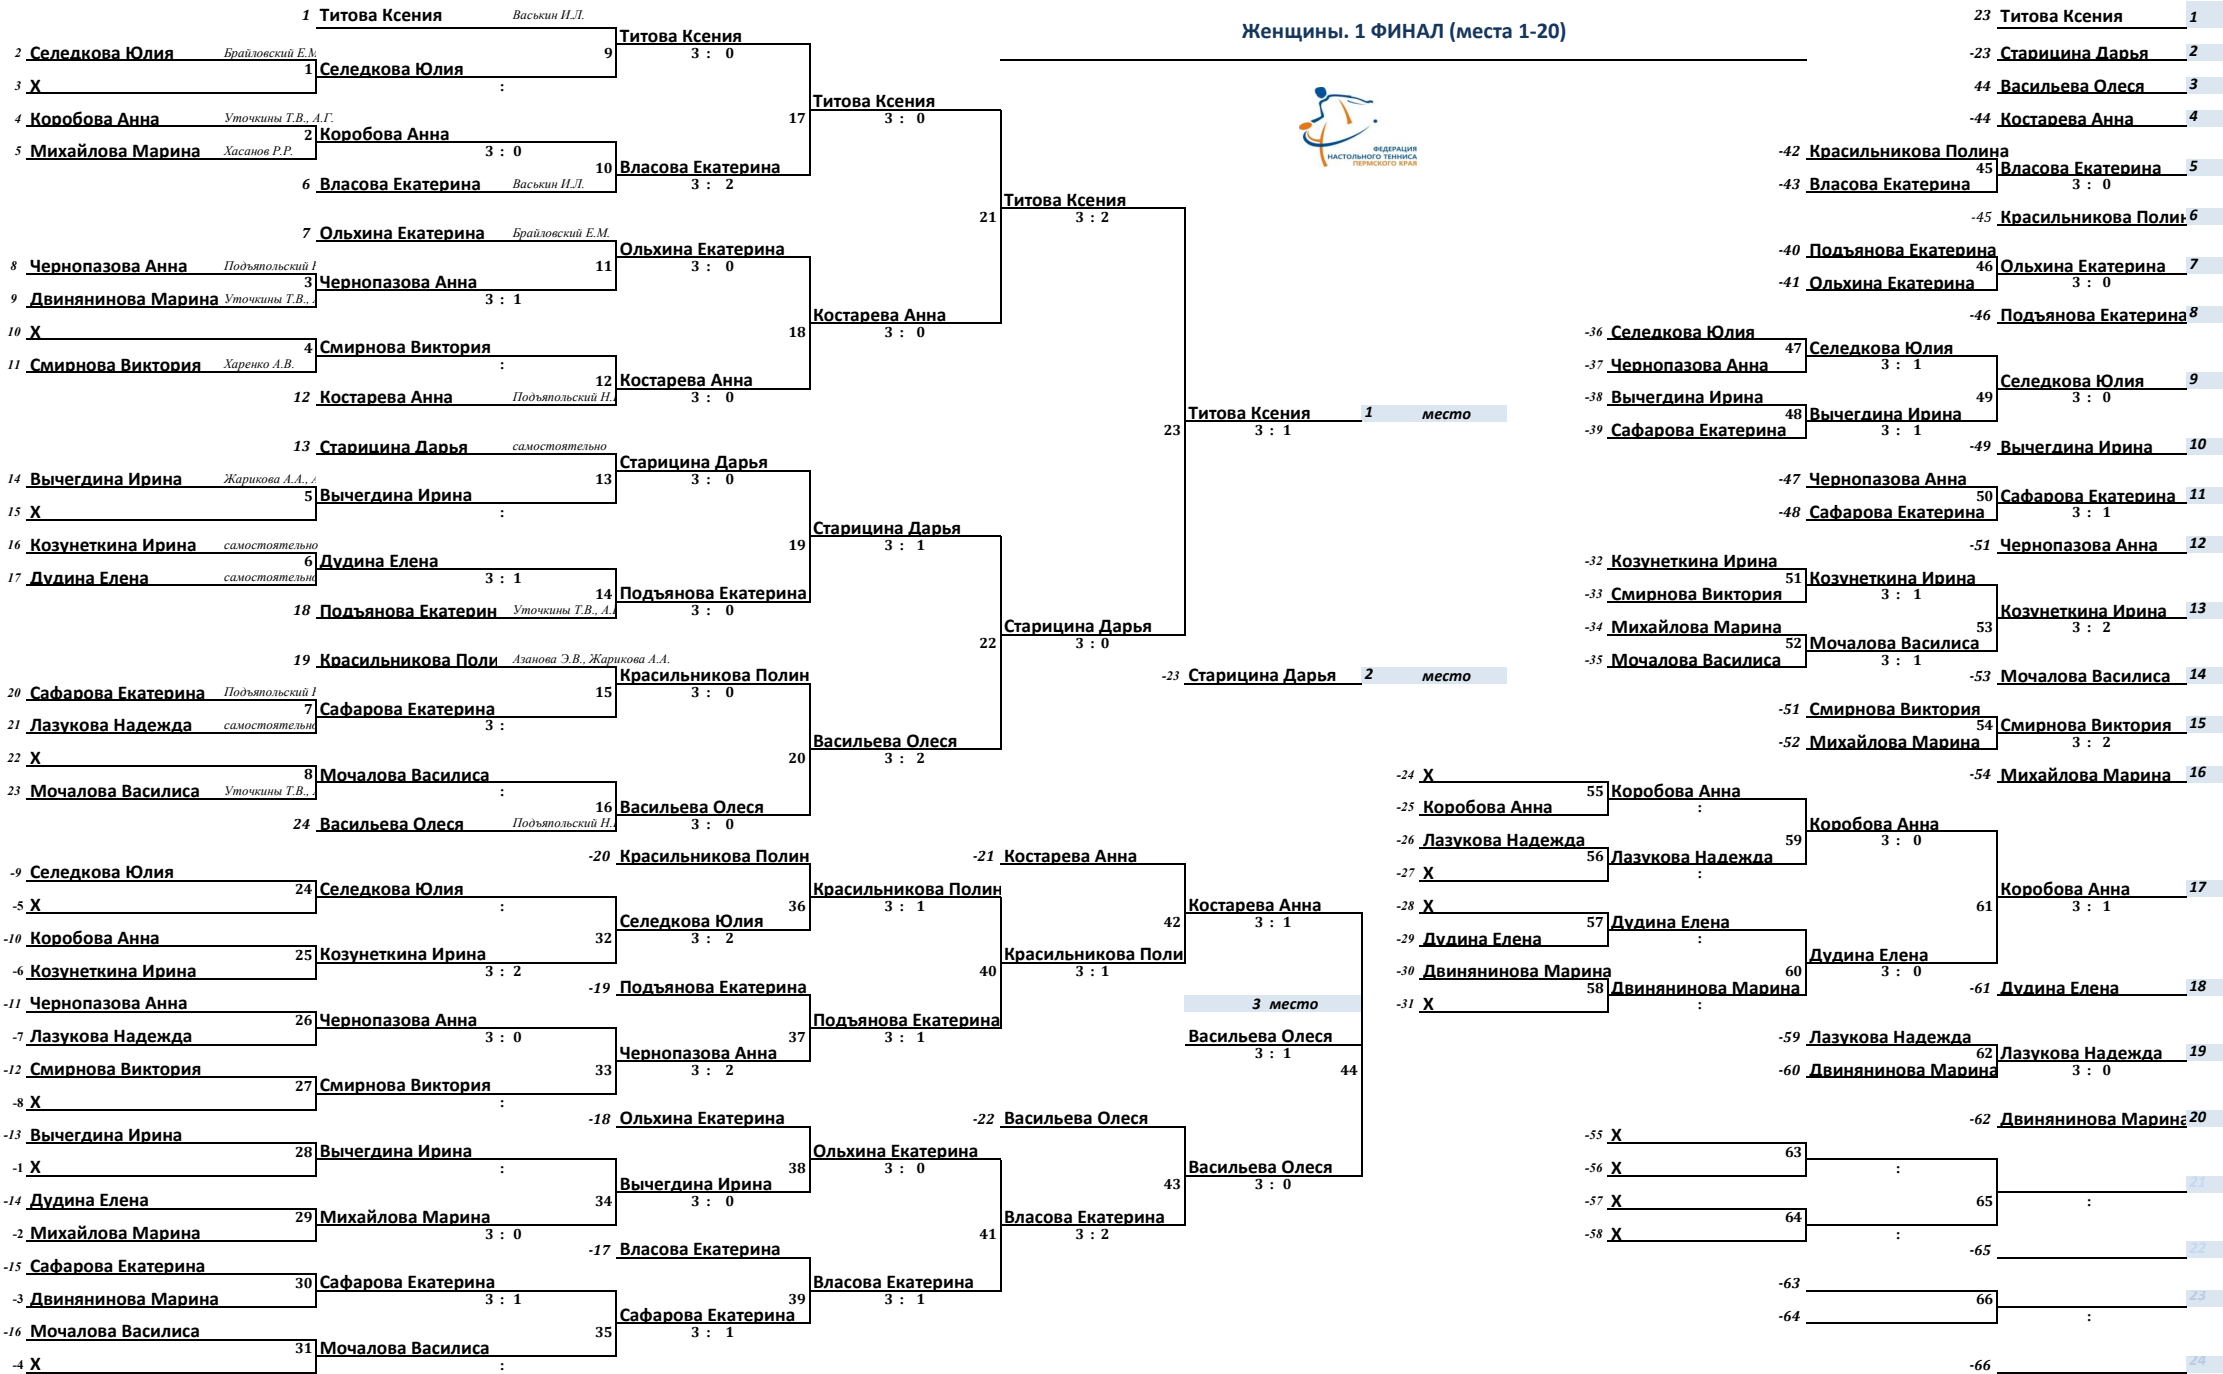 1 Титова Ксения Васькин И.Л.
Женщины. 1 ФИНАЛ (места 1-20)
23 Титова Ксения 1
Титова Ксения
2 Селедкова Юлия Брайловский Е.М 9 3 : 0
-23 Старицина Дарья 2
1 Селедкова Юлия
3 X :
44 Васильева Олеся 3
Титова Ксения
4 Коробова Анна Уточкины Т.В., А.Г. 17 3 : 0
-44 Костарева Анна 4
2 Коробова Анна
ФЕДЕРАЦИЯ
НАСТОЛЬНОГО ТЕННИСА
ПЕРМСКОГО КРАЯ
5 Михайлова Марина Хасанов Р.Р. 3 : 0
-42 Красильникова Полина
10 Власова Екатерина
45 Власова Екатерина 5
6 Власова Екатерина Васькин И.Л. 3 : 2
-43 Власова Екатерина 3 : 0
Титова Ксения
21 3 : 2
-45 Красильникова Полин 6
7 Ольхина Екатерина Брайловский Е.М.
Ольхина Екатерина
-40 Подъянова Екатерина
8 Чернопазова Анна Подъяпольский 11 3 : 0
46 Ольхина Екатерина 7
3 Чернопазова Анна
-41 Ольхина Екатерина 3 : 0
9 Двинянинова Марина Уточкины Т.В., 3 : 1
Костарева Анна
-46 Подъянова Екатерина 8
10 X 18 3 : 0
-36 Селедкова Юлия
4 Смирнова Виктория
47 Селедкова Юлия
11 Смирнова Виктория Харенко А.В. :
-37 Чернопазова Анна 3 : 1
12 Костарева Анна
Селедкова Юлия 9
12 Костарева Анна Подъяпольский Н. 3 : 0
-38 Вычегдина Ирина 49 3 : 0
Титова Ксения 1 место
48 Вычегдина Ирина
23 3 : 1
-39 Сафарова Екатерина 3 : 1
13 Старицина Дарья самостоятельно
-49 Вычегдина Ирина 10
Старицина Дарья
14 Вычегдина Ирина Жарикова А.А., 13 3 : 0
-47 Чернопазова Анна
5 Вычегдина Ирина
50 Сафарова Екатерина 11
15 X :
-48 Сафарова Екатерина 3 : 1
Старицина Дарья
16 Козунеткина Ирина самостоятельно 19 3 : 1
-51 Чернопазова Анна 12
6 Дудина Елена
-32 Козунеткина Ирина
17 Дудина Елена самостоятельно 3 : 1
51 Козунеткина Ирина
14 Подъянова Екатерина
-33 Смирнова Виктория 3 : 1
18 Подъянова Екатерин Уточкины Т.В., А. 3 : 0
Козунеткина Ирина 13
Старицина Дарья
-34 Михайлова Марина 53 3 : 2
22 3 : 0
52 Мочалова Василиса
19 Красильникова Поли Азанова Э.В., Жарикова А.А.
-35 Мочалова Василиса 3 : 1
Красильникова Полин
-23 Старицина Дарья 2 место
-53 Мочалова Василиса 14
20 Сафарова Екатерина Подъяпольский 15 3 : 0
7 Сафарова Екатерина
-51 Смирнова Виктория
21 Лазукова Надежда самостоятельно 3 :
54 Смирнова Виктория 15
Васильева Олеся
-52 Михайлова Марина 3 : 2
22 X 20 3 : 2
8 Мочалова Василиса
-24 X
-54 Михайлова Марина 16
23 Мочалова Василиса Уточкины Т.В., :
55 Коробова Анна
16 Васильева Олеся
-25 Коробова Анна :
24 Васильева Олеся Подъяпольский Н. 3 : 0
Коробова Анна
-26 Лазукова Надежда 59 3 : 0
-20 Красильникова Полин -21 Костарева Анна
56 Лазукова Надежда
-9 Селедкова Юлия
-27 X :
24 Селедкова Юлия
Красильникова Полин
Коробова Анна 17
-5 X : 36 3 : 1
Костарева Анна
-28 X 61 3 : 1
Селедкова Юлия
42 3 : 1
57 Дудина Елена
-10 Коробова Анна 32 3 : 2
-29 Дудина Елена :
25 Козунеткина Ирина
Красильникова Поли
Дудина Елена
-6 Козунеткина Ирина 3 : 2 40 3 : 1
-30 Двинянинова Марина 60 3 : 0
-19 Подъянова Екатерина
58 Двинянинова Марина
-61 Дудина Елена 18
-11 Чернопазова Анна
3 место
-31 X :
26 Чернопазова Анна
Подъянова Екатерина
-7 Лазукова Надежда 3 : 0 37 3 : 1
Васильева Олеся
-59 Лазукова Надежда
Чернопазова Анна
3 : 1
62 Лазукова Надежда 19
-12 Смирнова Виктория 33 3 : 2 44
-60 Двинянинова Марина 3 : 0
27 Смирнова Виктория
-8 X :
-18 Ольхина Екатерина -22 Васильева Олеся
-62 Двинянинова Марина 20
-13 Вычегдина Ирина
-55 X
28 Вычегдина Ирина
Ольхина Екатерина
63
-1 X : 38 3 : 0
Васильева Олеся
-56 X :
Вычегдина Ирина
43 3 : 0
21
-14 Дудина Елена 34 3 : 0
-57 X 65 :
29 Михайлова Марина
Власова Екатерина
64
-2 Михайлова Марина 3 : 0 41 3 : 2
-58 X :
-17 Власова Екатерина
-65 22
-15 Сафарова Екатерина
30 Сафарова Екатерина
Власова Екатерина
-63
-3 Двинянинова Марина 3 : 1 39 3 : 1
66 23
Сафарова Екатерина
-64 :
-16 Мочалова Василиса 35 3 : 1
31 Мочалова Василиса
-4 X :
-66 24